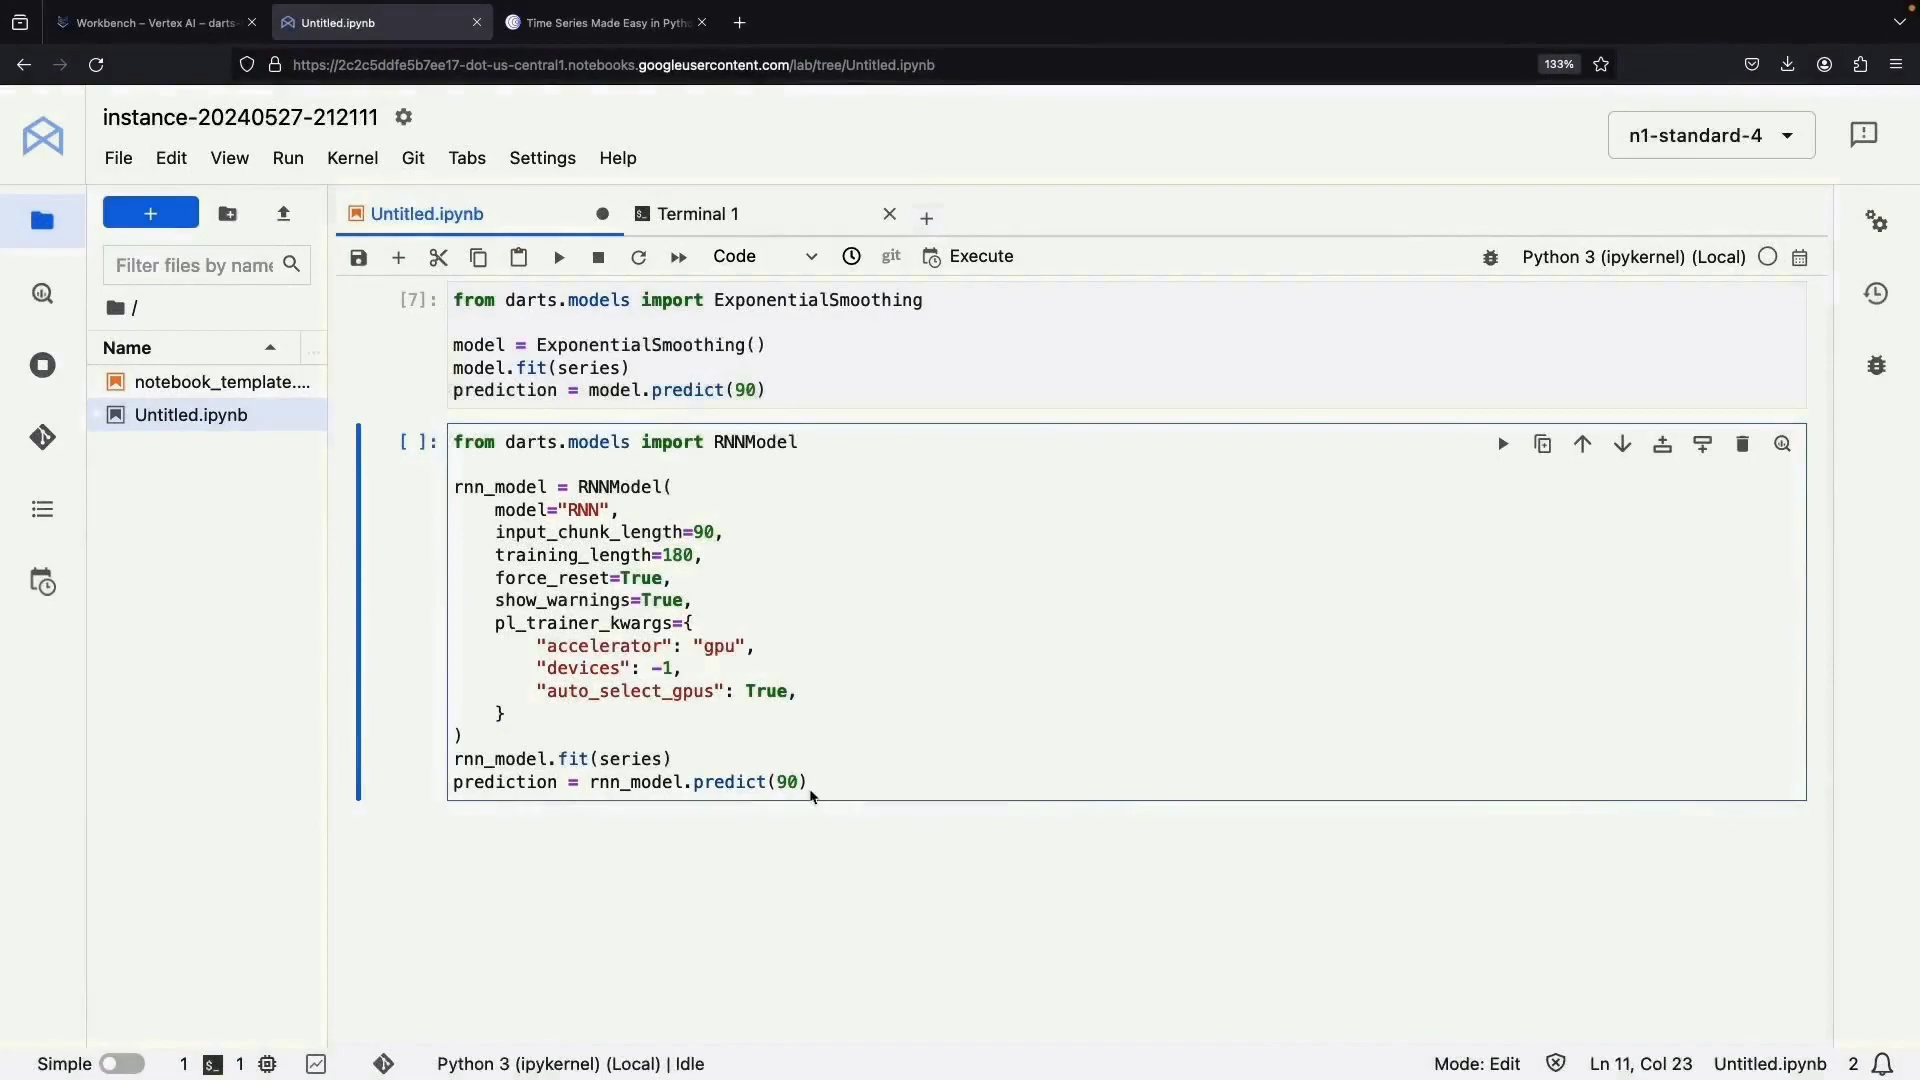 Workbench – Vertex AI – darts-
Untitled.ipynb
Time Series Made Easy in Pyth
https://2c2c5ddfe5b7ee17-dot-us-central1.notebooks.googleusercontent.com/lab/tree/Untitled.ipynb
133%
instance-20240527-212111
File Edit View Run Kernel Git Tabs Settings Help
n1-standard-4
Filter files by name
/
Name
...
notebook_template....
Untitled.ipynb
Untitled.ipynb
Terminal 1
Code
git
Execute
Python 3 (ipykernel) (Local)
[7]:
from darts.models import ExponentialSmoothing
model = ExponentialSmoothing()
model.fit(series)
prediction = model.predict(90)
[ ]:
from darts.models import RNNModel
rnn_model = RNNModel(
model="RNN",
input_chunk_length=90,
training_length=180,
force_reset=True,
show_warnings=True,
pl_trainer_kwargs={
"accelerator": "gpu",
"devices": -1,
"auto_select_gpus": True,
}
)
rnn_model.fit(series)
prediction = rnn_model.predict(90)
Simple
1
1
Python 3 (ipykernel) (Local) | Idle
Mode: Edit
Ln 11, Col 23
Untitled.ipynb
2